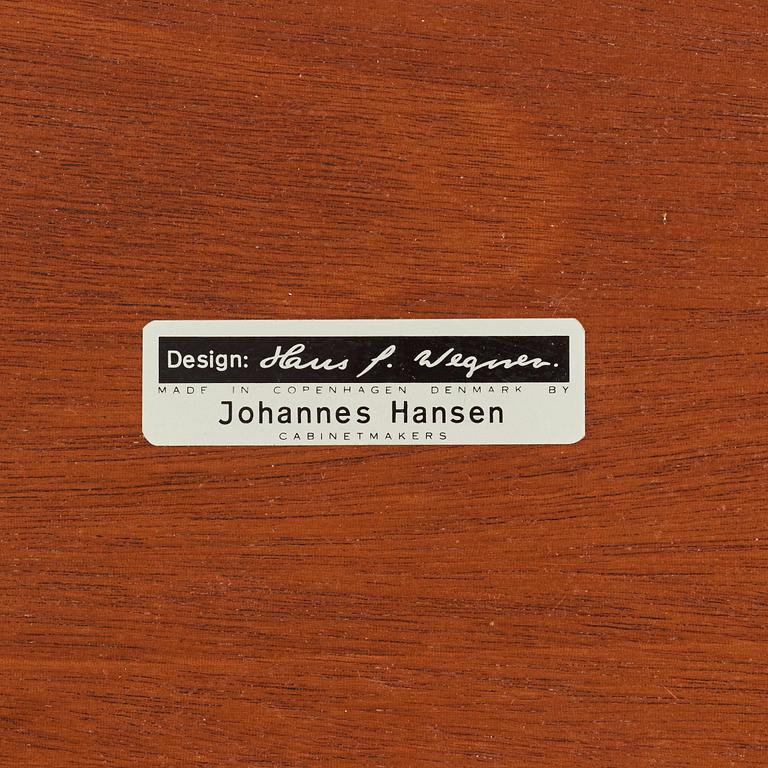 Design: Hans J. Wegner.
MADE IN COPENHAGEN DENMARK BY
Johannes Hansen
CABINETMAKERS